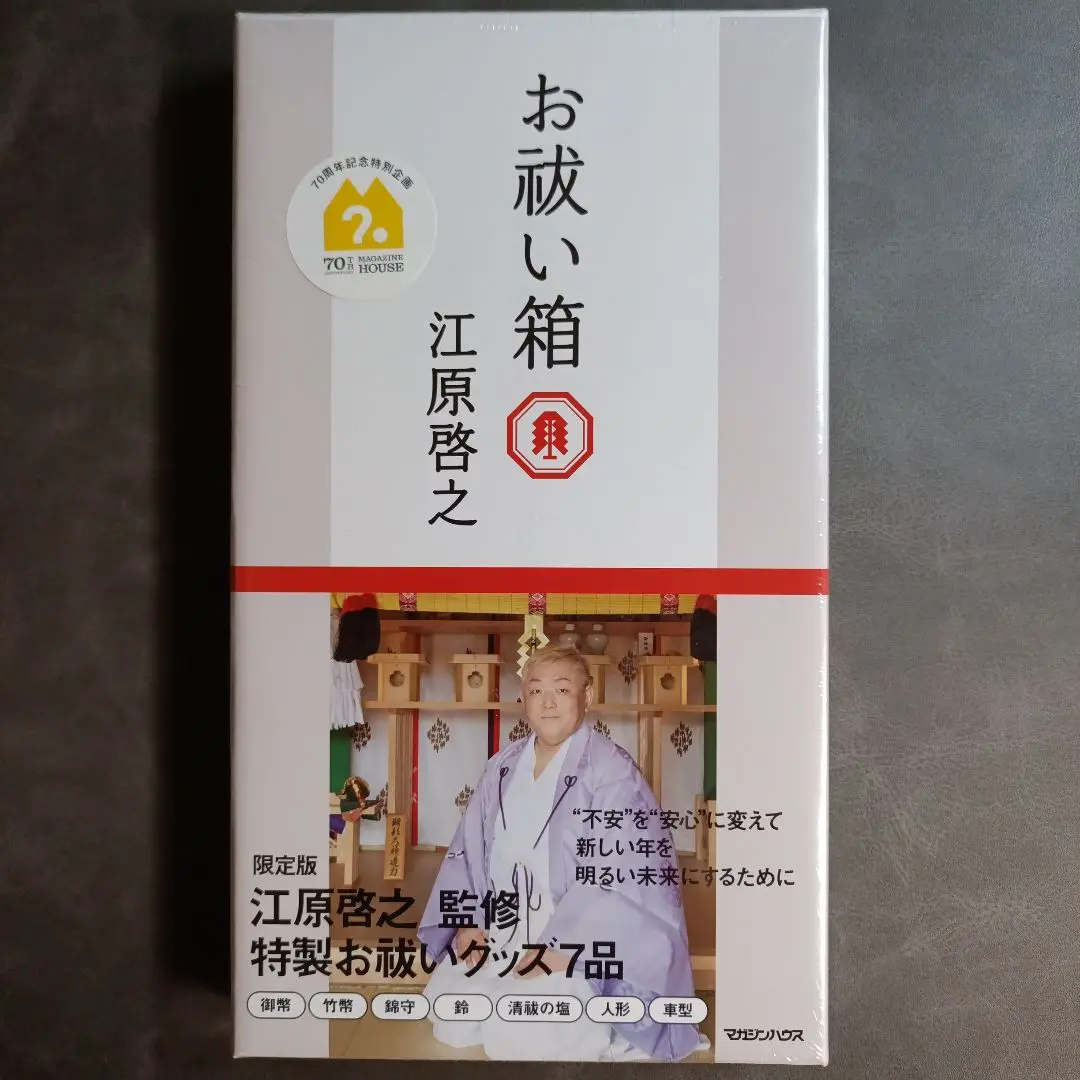 お祓い箱
江原啓之
70周年記念特別企画
?.
70TH MAGAZINE
HOUSE
“不安”を“安心”に変えて
新しい年を
明るい未来にするために
限定版
江原啓之 監修
特製お祓いグッズ7品
御幣 竹幣 錦守 鈴 清祓の塩 人形 車型
マガジンハウス